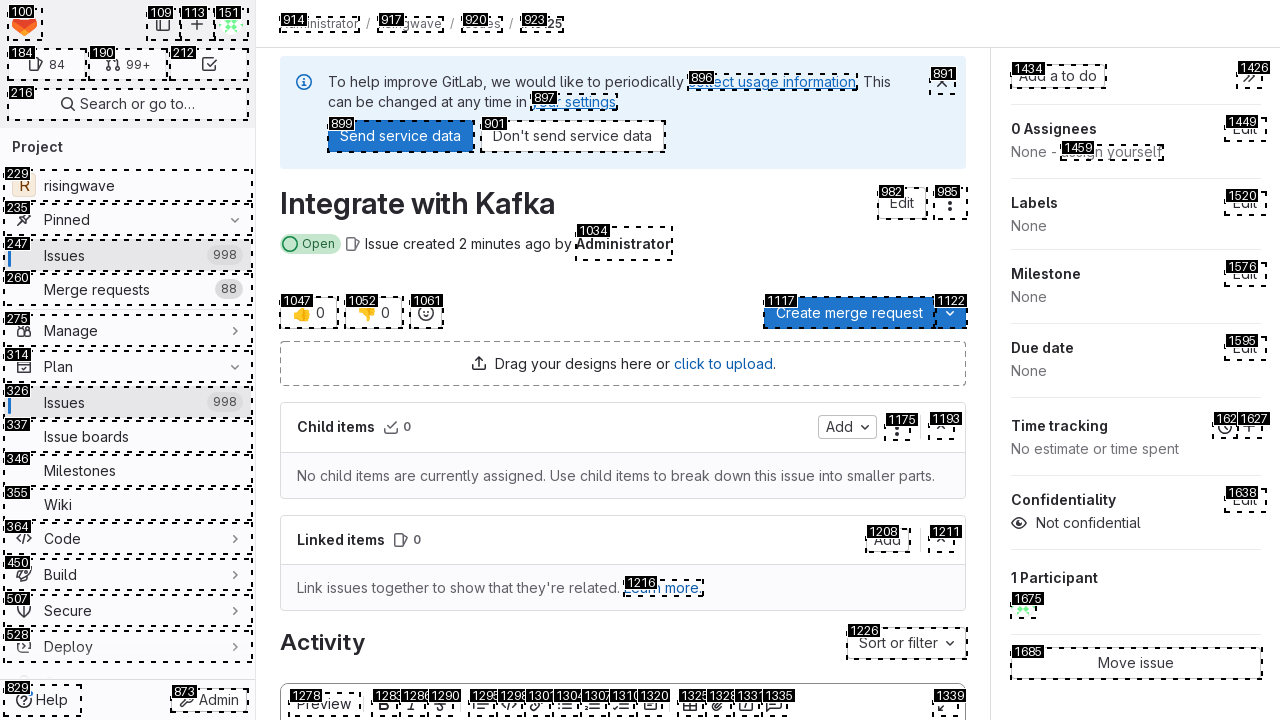 100
109
113
151
184
84
190
99+
212
216
Search or go to…
Project
229
R
risingwave
235
Pinned
247
Issues
998
260
Merge requests
88
275
Manage
314
Plan
326
Issues
998
337
Issue boards
346
Milestones
355
Wiki
364
Code
450
Build
507
Secure
528
Deploy
829
Help
873
Admin
914
917
920
923
/ / Issues /
25
To help improve GitLab, we would like to periodically 896 collect usage information. This
can be changed at any time in 897 your settings.
891
899
Send service data
901
Don't send service data
Integrate with Kafka
982
Edit
985
Open
Issue created 2 minutes ago by
1034
Administrator
1047
0
1052
0
1061
1117
Create merge request
1122
Drag your designs here or click to upload.
Child items
0
Add
1175
1193
No child items are currently assigned. Use child items to break down this issue into smaller parts.
Linked items
0
1208
Add
1211
Link issues together to show that they're related. 1216 Learn more.
Activity
1226
Sort or filter
1278
Preview
1283
1286
1290
1295
1298
1301
1304
1307
1310
1320
1325
1328
1331
1335
1339
1434
Add a to do
1426
0 Assignees
1449
Edit
None -
1459
assign yourself
Labels
1520
Edit
None
Milestone
1576
Edit
None
Due date
1595
Edit
None
Time tracking
162
1627
No estimate or time spent
Confidentiality
1638
Edit
Not confidential
1 Participant
1675
1685
Move issue